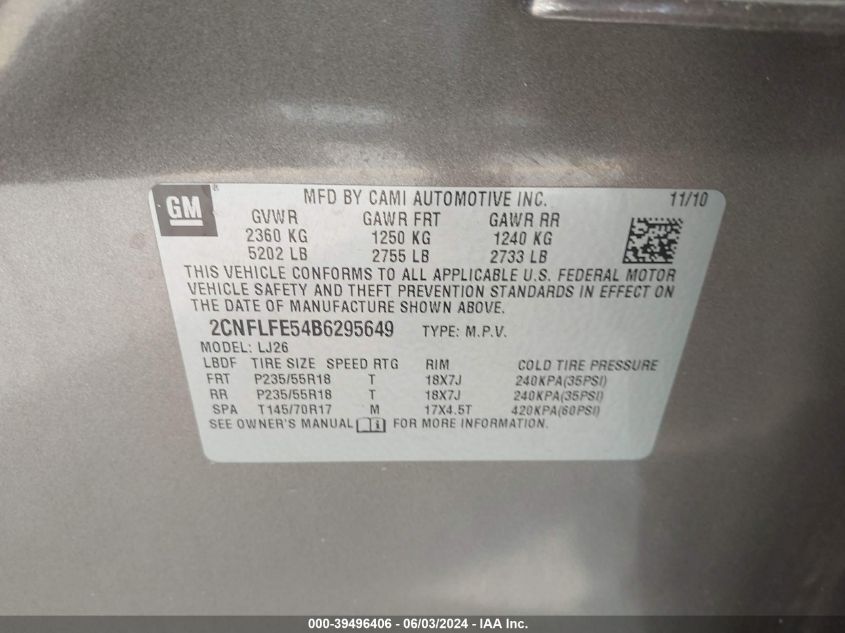 GM ® MFD BY CAMI AUTOMOTIVE INC. 11/10
GVWR GAWR FRT GAWR RR
2360 KG 1250 KG 1240 KG
5202 LB 2755 LB 2733 LB
THIS VEHICLE CONFORMS TO ALL APPLICABLE U.S. FEDERAL MOTOR
VEHICLE SAFETY AND THEFT PREVENTION STANDARDS IN EFFECT ON
THE DATE OF MANUFACTURE SHOWN ABOVE.
2CNFLFE54B6295649 TYPE: M.P.V.
MODEL: LJ26
LBDF TIRE SIZE SPEED RTG RIM COLD TIRE PRESSURE
FRT P235/55R18 T 18X7J 240KPA(35PSI)
RR P235/55R18 T 18X7J 240KPA(35PSI)
SPA T145/70R17 M 17X4.5T 420KPA(60PSI)
SEE OWNER'S MANUAL FOR MORE INFORMATION.
000-39496406 - 06/03/2024 - IAA Inc.